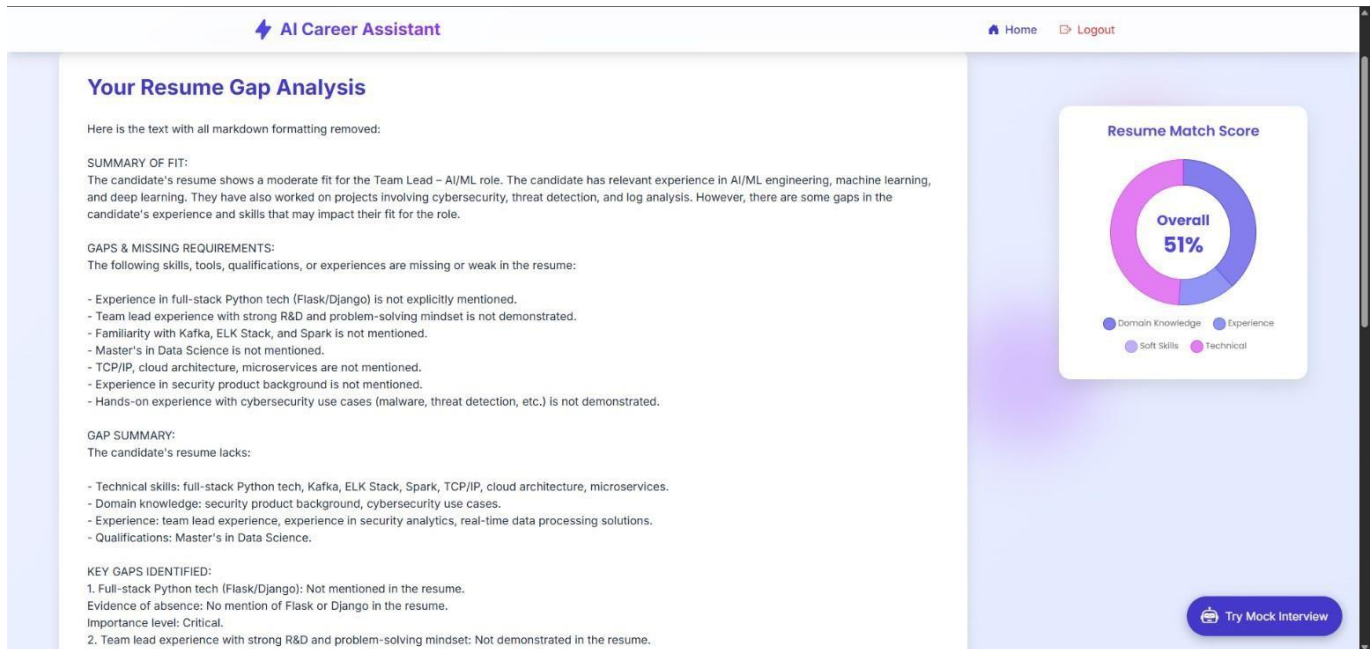 AI Career Assistant
Home
Logout
Your Resume Gap Analysis
Here is the text with all markdown formatting removed:
SUMMARY OF FIT:
The candidate's resume shows a moderate fit for the Team Lead – AI/ML role. The candidate has relevant experience in AI/ML engineering, machine learning,
and deep learning. They have also worked on projects involving cybersecurity, threat detection, and log analysis. However, there are some gaps in the
candidate's experience and skills that may impact their fit for the role.
GAPS & MISSING REQUIREMENTS:
The following skills, tools, qualifications, or experiences are missing or weak in the resume:
- Experience in full-stack Python tech (Flask/Django) is not explicitly mentioned.
- Team lead experience with strong R&D and problem-solving mindset is not demonstrated.
- Familiarity with Kafka, ELK Stack, and Spark is not mentioned.
- Master's in Data Science is not mentioned.
- TCP/IP, cloud architecture, microservices are not mentioned.
- Experience in security product background is not mentioned.
- Hands-on experience with cybersecurity use cases (malware, threat detection, etc.) is not demonstrated.
GAP SUMMARY:
The candidate's resume lacks:
- Technical skills: full-stack Python tech, Kafka, ELK Stack, Spark, TCP/IP, cloud architecture, microservices.
- Domain knowledge: security product background, cybersecurity use cases.
- Experience: team lead experience, experience in security analytics, real-time data processing solutions.
- Qualifications: Master's in Data Science.
KEY GAPS IDENTIFIED:
1. Full-stack Python tech (Flask/Django): Not mentioned in the resume.
Evidence of absence: No mention of Flask or Django in the resume.
Importance level: Critical.
2. Team lead experience with strong R&D and problem-solving mindset: Not demonstrated in the resume.
Resume Match Score
Overall
51%
Domain Knowledge
Experience
Soft Skills
Technical
Try Mock Interview